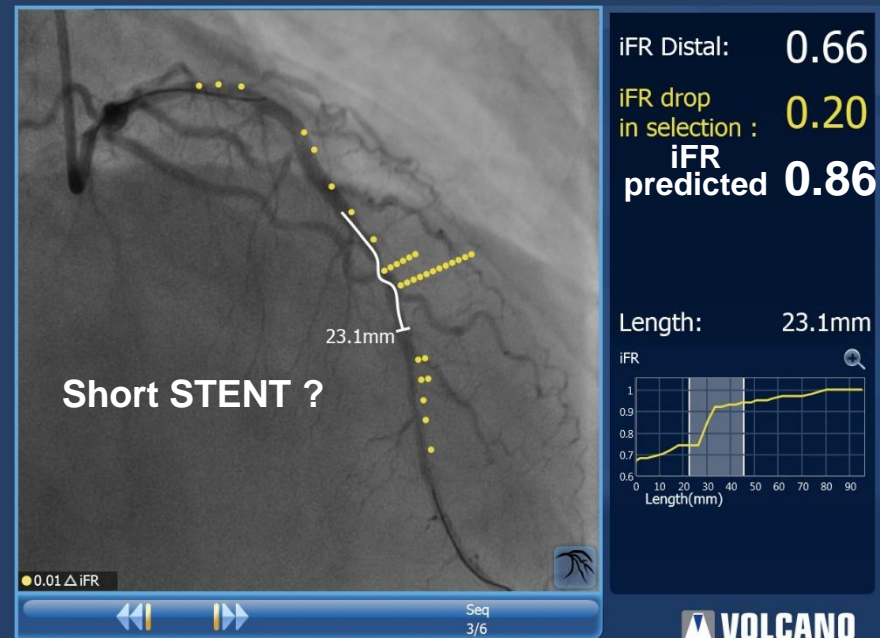 iFR Distal: 0.66
iFR drop
in selection : 0.20
iFR
predicted 0.86
23.1mm
Short STENT ?
Length: 23.1mm
iFR
1
0.9
0.8
0.7
0.6
0 10 20 30 40 50 60 70 80 90
Length(mm)
0.01 △ iFR
Seq
3/6
VOLCANO